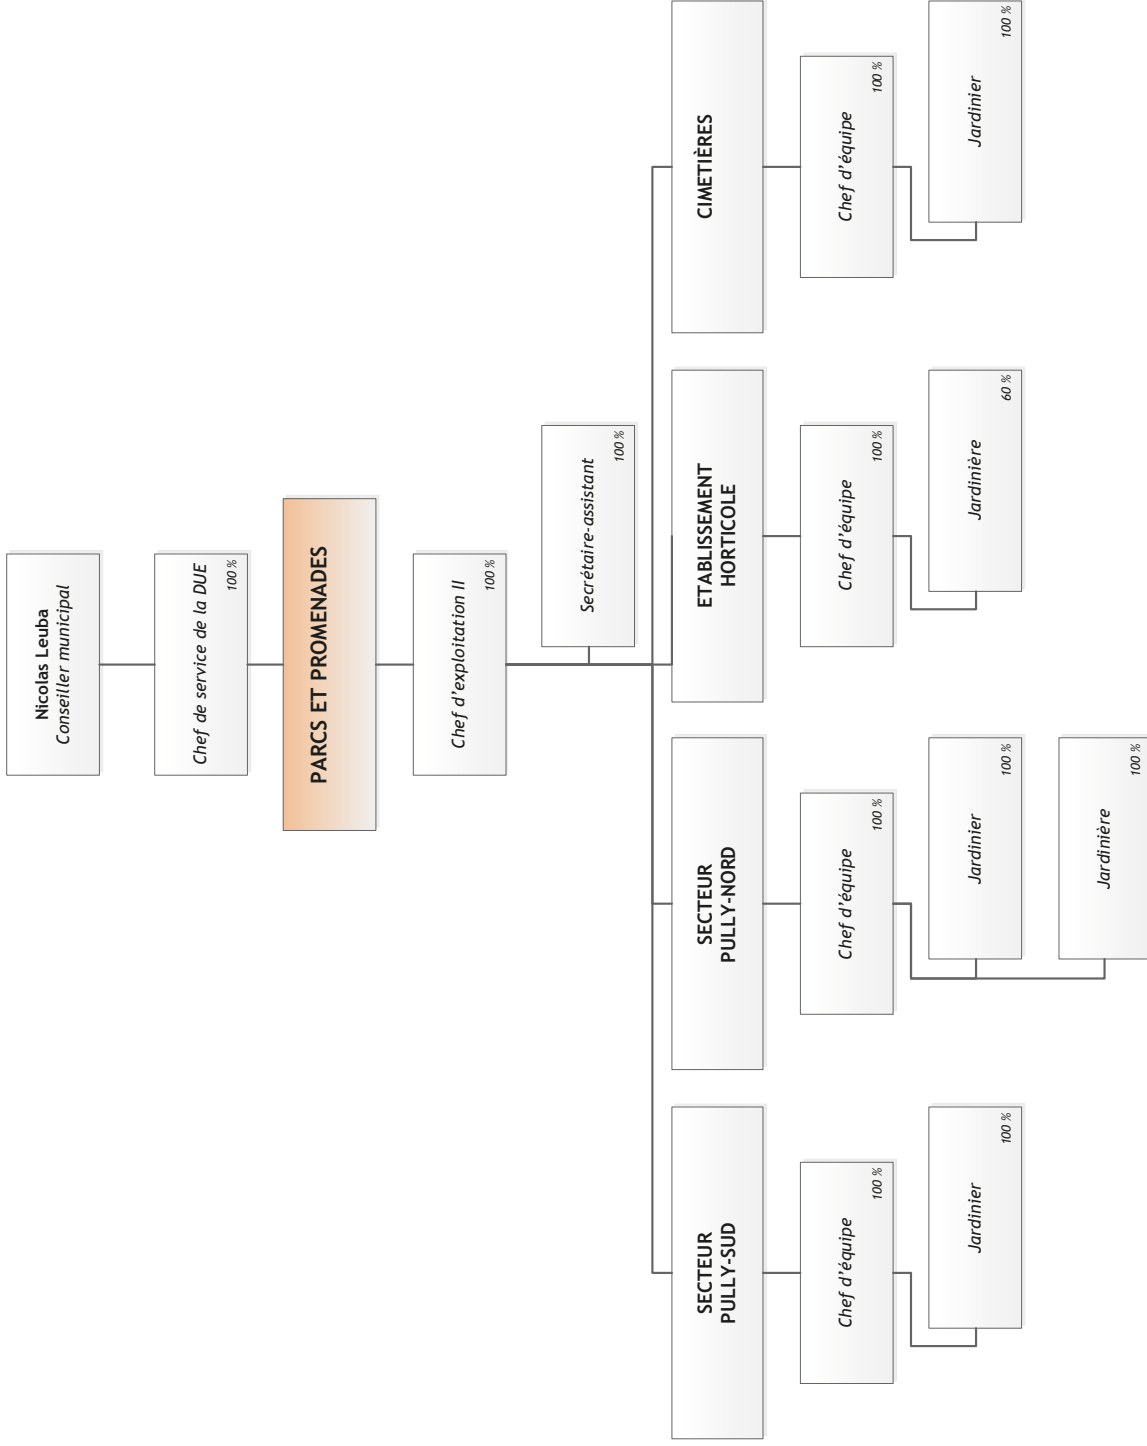 Nicolas Leuba
Conseiller municipal
Chef de service de la DUE
100 %
PARCS ET PROMENADES
Chef d'exploitation II
100 %
Secrétaire-assistant
100 %
SECTEUR
PULLY-SUD
Chef d'équipe
100 %
Jardinier
100 %
SECTEUR
PULLY-NORD
Chef d'équipe
100 %
Jardinier
100 %
Jardinière
100 %
ETABLISSEMENT
HORTICOLE
Chef d'équipe
100 %
Jardinière
60 %
CIMETIÈRES
Chef d'équipe
100 %
Jardinier
100 %